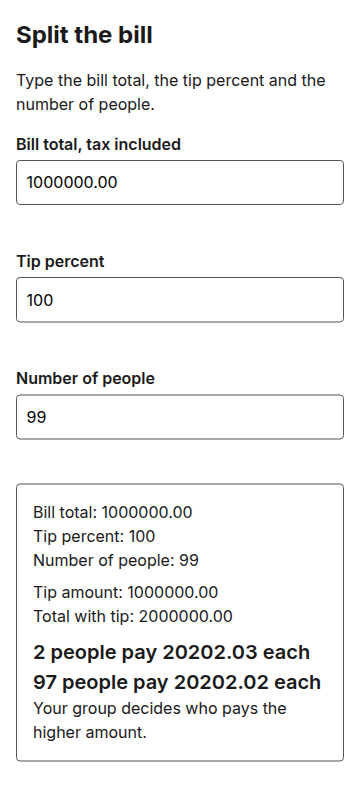 Split the bill
Type the bill total, the tip percent and the
number of people.
Bill total, tax included
1000000.00
Tip percent
100
Number of people
99
Bill total: 1000000.00
Tip percent: 100
Number of people: 99
Tip amount: 1000000.00
Total with tip: 2000000.00
2 people pay 20202.03 each
97 people pay 20202.02 each
Your group decides who pays the
higher amount.